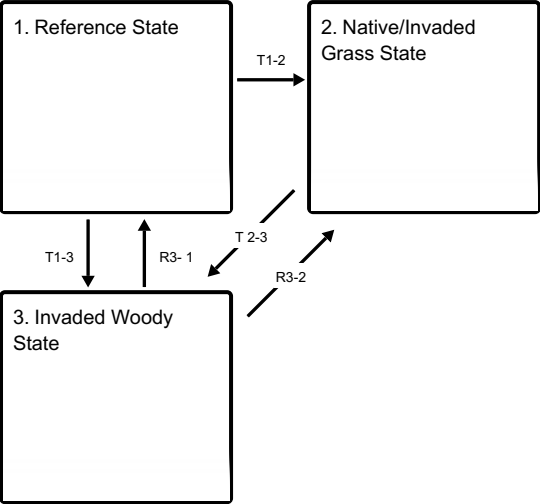 1. Reference State
2. Native/Invaded
Grass State
T1-2
T 2-3
T1-3
R3- 1
R3-2
3. Invaded Woody
State